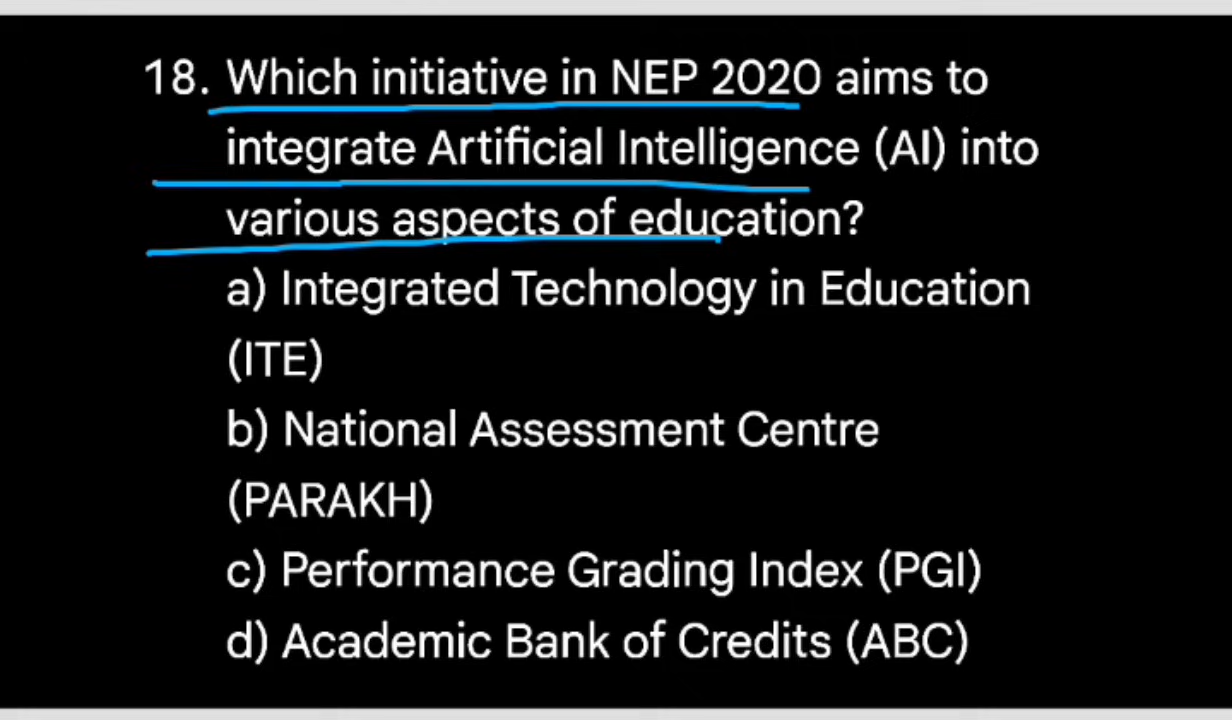 18. Which initiative in NEP 2020 aims to
integrate Artificial Intelligence (AI) into
various aspects of education?
a) Integrated Technology in Education
(ITE)
b) National Assessment Centre
(PARAKH)
c) Performance Grading Index (PGI)
d) Academic Bank of Credits (ABC)